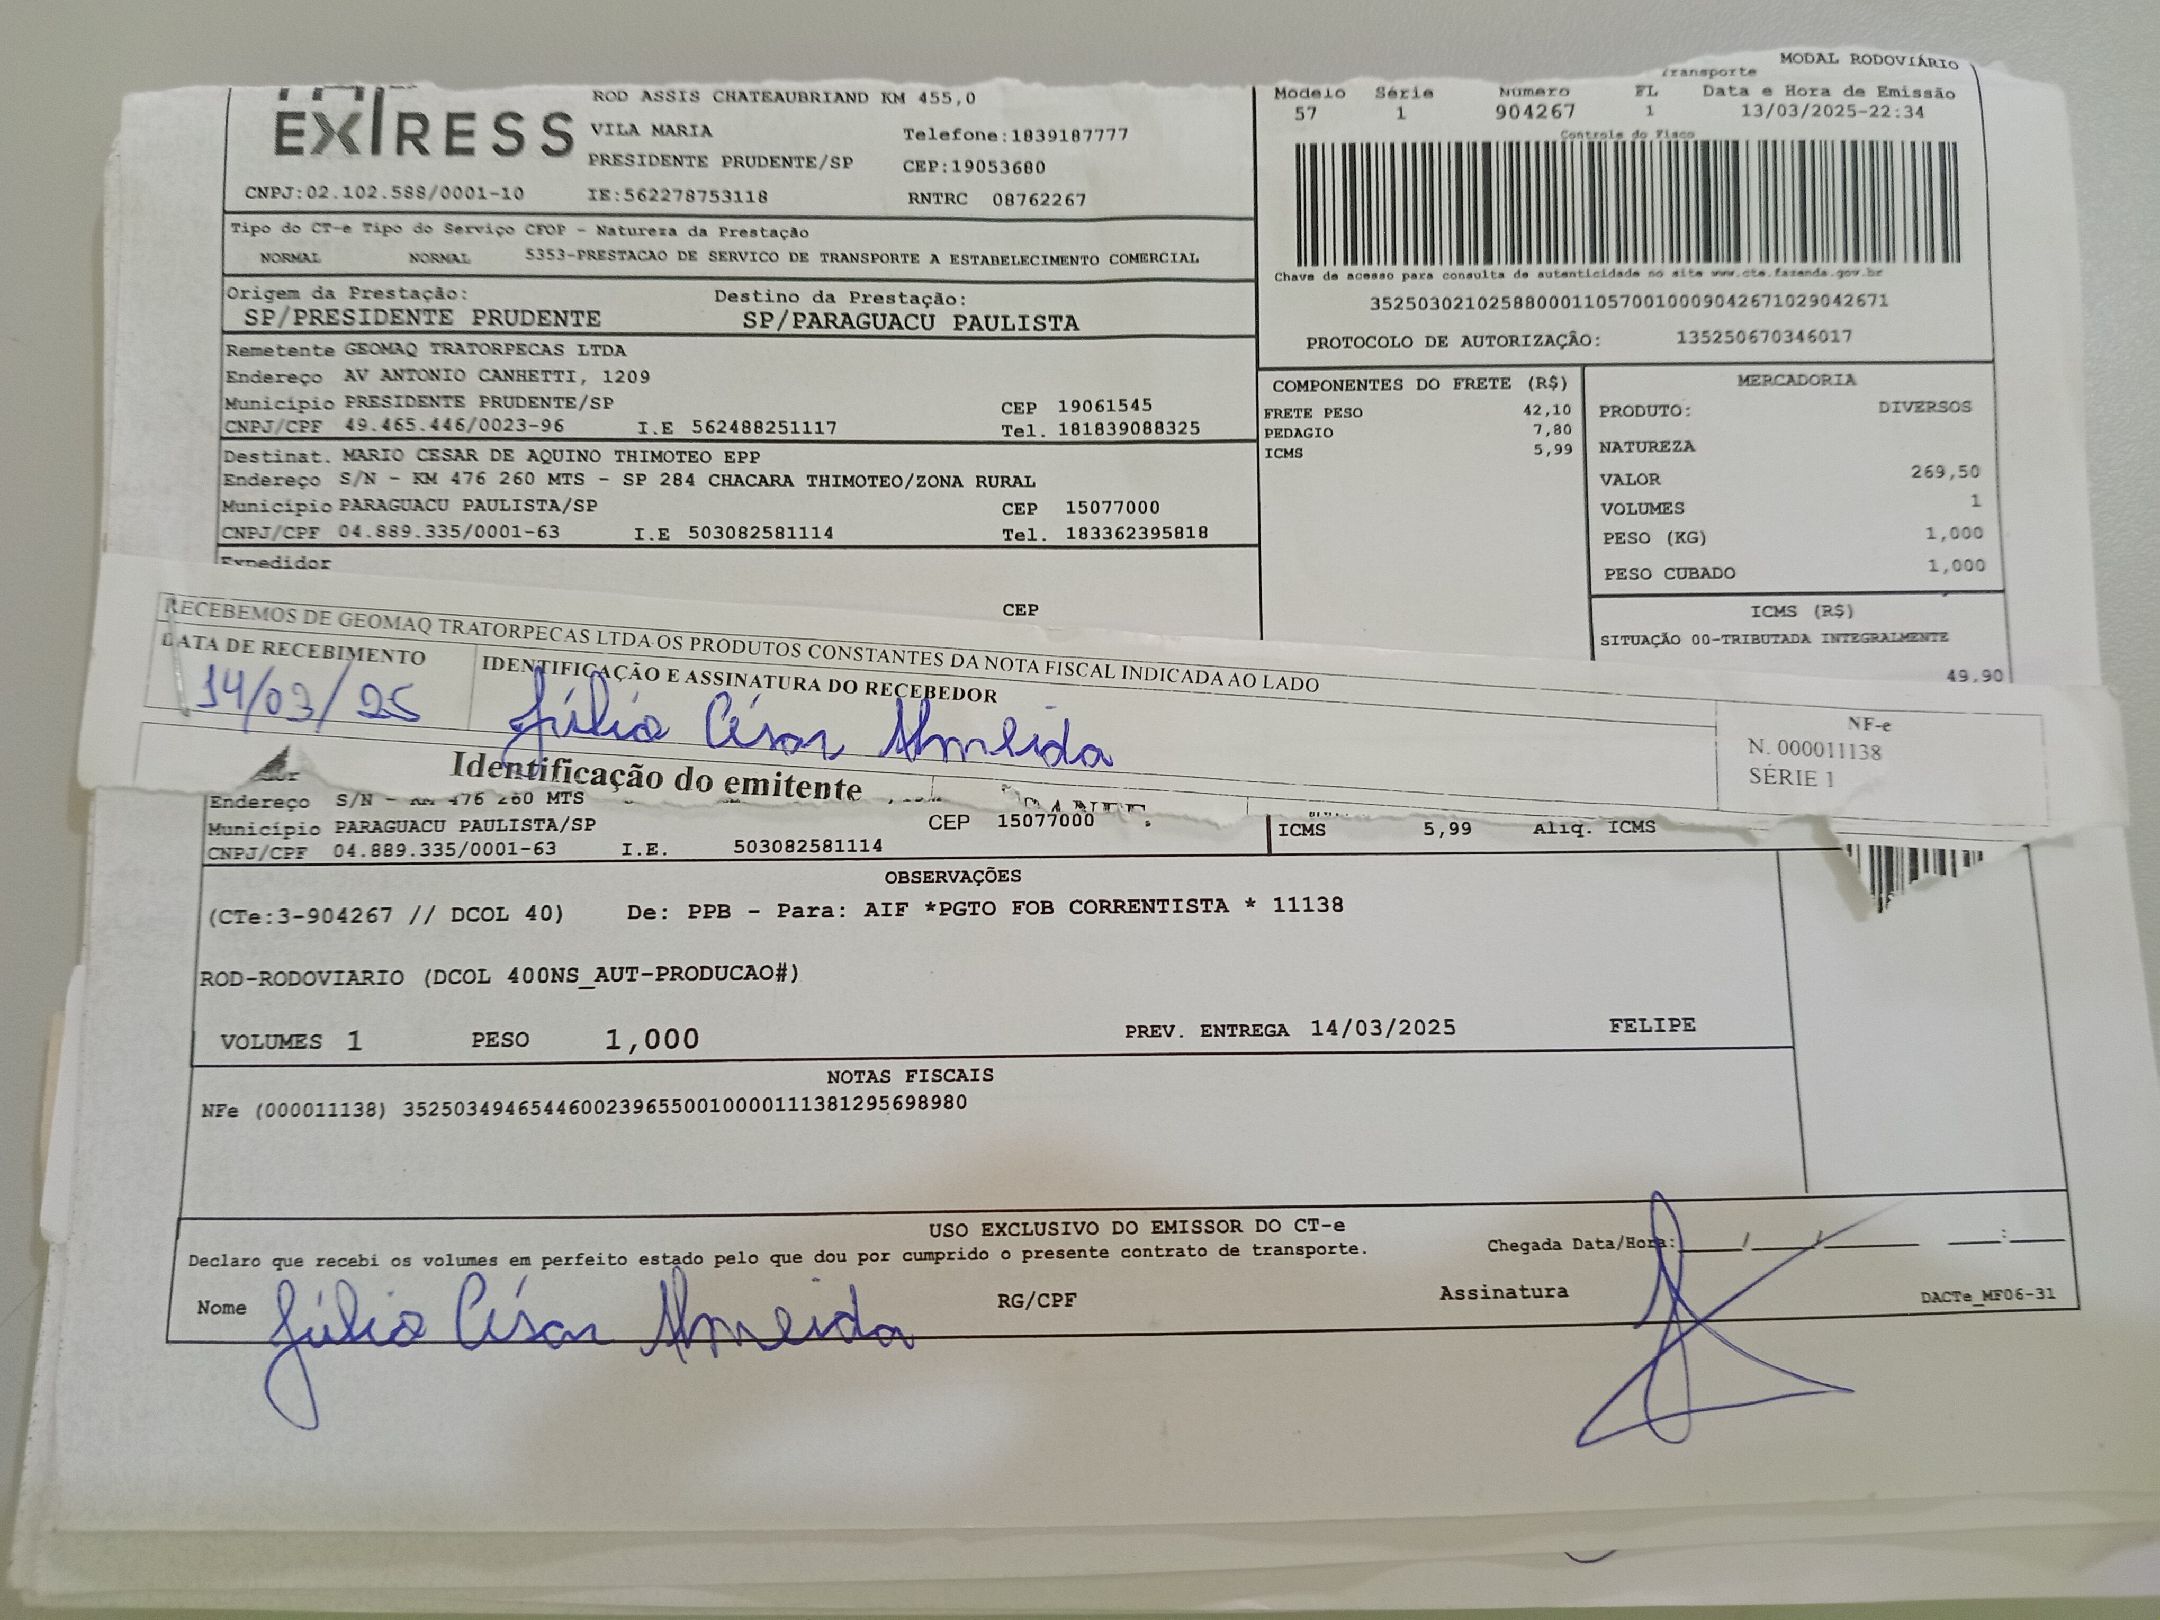 MODAL RODOVIÁRIO
EXTRESS
ROD ASSIS CHATEAUBRIAND KM 455,0
VILA MARIA Telefone:1839187777
PRESIDENTE PRUDENTE/SP CEP:19053680
CNPJ:02.102.588/0001-10 IE:562278753118 RNTRC 08762267
Transporte
Modelo Série Número FL Data e Hora de Emissão
57 1 904267 1 13/03/2025-22:34
Controle do Fisco
Tipo do CT-e Tipo do Serviço CFOP - Natureza da Prestação
NORMAL NORMAL 5353-PRESTACAO DE SERVICO DE TRANSPORTE A ESTABELECIMENTO COMERCIAL
Chave de acesso para consulta de autenticidade no site www.cte.fazenda.gov.br
35250302102588000110570010009042671029042671
PROTOCOLO DE AUTORIZAÇÃO: 135250670346017
Origem da Prestação: Destino da Prestação:
SP/PRESIDENTE PRUDENTE SP/PARAGUACU PAULISTA
Remetente GEOMAQ TRATORPECAS LTDA
Endereço AV ANTONIO CANHETTI, 1209
Município PRESIDENTE PRUDENTE/SP CEP 19061545
CNPJ/CPF 49.465.446/0023-96 I.E 562488251117 Tel. 181839088325
Destinat. MARIO CESAR DE AQUINO THIMOTEO EPP
Endereço S/N - KM 476 260 MTS - SP 284 CHACARA THIMOTEO/ZONA RURAL
Município PARAGUACU PAULISTA/SP CEP 15077000
CNPJ/CPF 04.889.335/0001-63 I.E 503082581114 Tel. 183362395818
Expedidor
CEP
COMPONENTES DO FRETE (R$)
FRETE PESO 42,10
PEDAGIO 7,80
ICMS 5,99
MERCADORIA
PRODUTO: DIVERSOS
NATUREZA
VALOR 269,50
VOLUMES 1
PESO (KG) 1,000
PESO CUBADO 1,000
ICMS (R$)
SITUAÇÃO 00-TRIBUTADA INTEGRALMENTE
49,90
RECEBEMOS DE GEOMAQ TRATORPECAS LTDA OS PRODUTOS CONSTANTES DA NOTA FISCAL INDICADA AO LADO
DATA DE RECEBIMENTO IDENTIFICAÇÃO E ASSINATURA DO RECEBEDOR
14/03/25 Júlio César Almeida
NF-e
N. 000011138
SÉRIE 1
Identificação do emitente
Endereço S/N - KM 476 260 MTS
Município PARAGUACU PAULISTA/SP CEP 15077000
CNPJ/CPF 04.889.335/0001-63 I.E. 503082581114
ICMS 5,99 Aliq. ICMS
OBSERVAÇÕES
(CTe:3-904267 // DCOL 40) De: PPB - Para: AIF *PGTO FOB CORRENTISTA * 11138
ROD-RODOVIARIO (DCOL 400NS_AUT-PRODUCAO#)
VOLUMES 1 PESO 1,000 PREV. ENTREGA 14/03/2025 FELIPE
NOTAS FISCAIS
NFe (000011138) 35250349465446002396550010000111381295698980
USO EXCLUSIVO DO EMISSOR DO CT-e
Declaro que recebi os volumes em perfeito estado pelo que dou por cumprido o presente contrato de transporte. Chegada Data/Hora:____/____/____ ____:____
Nome Júlio César Almeida RG/CPF Assinatura DACTe_MF06-31